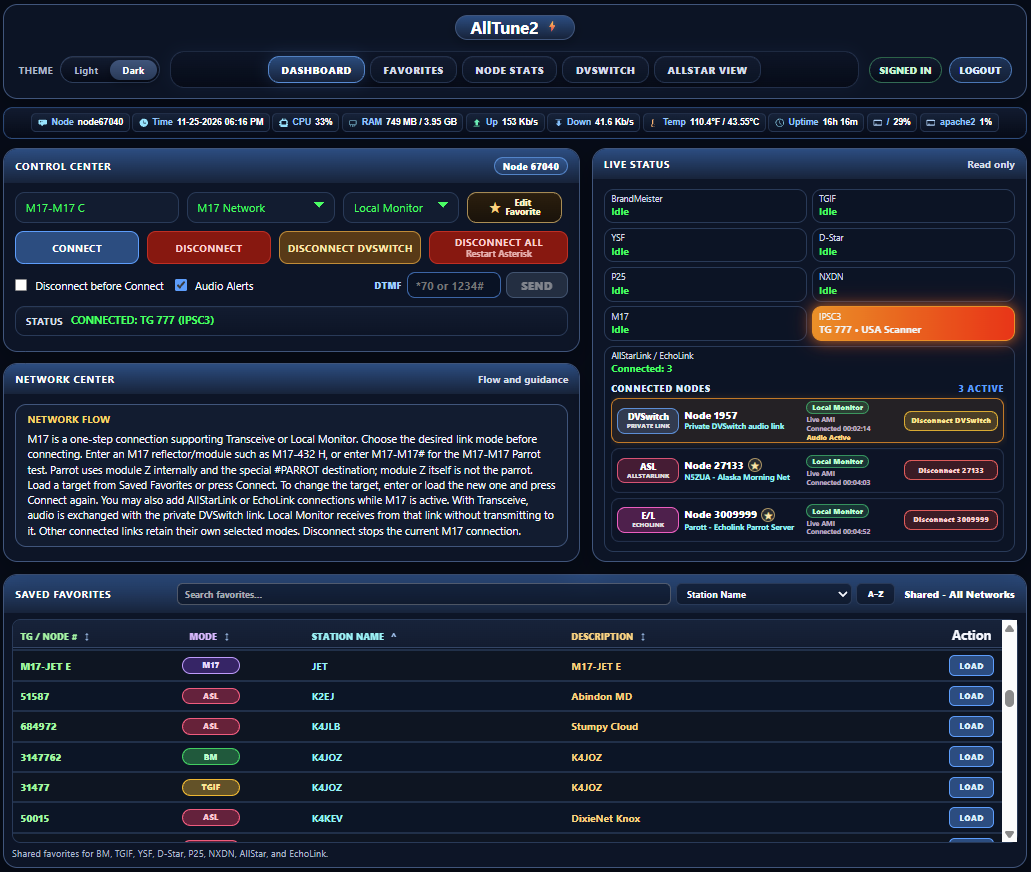 AllTune2
THEME Light Dark DASHBOARD FAVORITES NODE STATS DVSWITCH ALLSTAR VIEW SIGNED IN LOGOUT
Node node67040 Time 11-25-2026 06:16 PM CPU 33% RAM 749 MB / 3.95 GB Up 153 Kb/s Down 41.6 Kb/s Temp 110.4°F / 43.55°C Uptime 16h 16m / 29% apache2 1%
CONTROL CENTER Node 67040
M17-M17 C M17 Network Local Monitor Edit
Favorite
CONNECT DISCONNECT DISCONNECT DVSWITCH DISCONNECT ALL
Restart Asterisk
Disconnect before Connect Audio Alerts DTMF *70 or 1234# SEND
STATUS CONNECTED: TG 777 (IPSC3)
NETWORK CENTER Flow and guidance
NETWORK FLOW
M17 is a one-step connection supporting Transceive or Local Monitor. Choose the desired link mode before
connecting. Enter an M17 reflector/module such as M17-432 H, or enter M17-M17# for the M17-M17 Parrot
test. Parrot uses module Z internally and the special #PARROT destination; module Z itself is not the parrot.
Load a target from Saved Favorites or press Connect. To change the target, enter or load the new one and press
Connect again. You may also add AllStarLink or EchoLink connections while M17 is active. With Transceive,
audio is exchanged with the private DVSwitch link. Local Monitor receives from that link without transmitting to
it. Other connected links retain their own selected modes. Disconnect stops the current M17 connection.
LIVE STATUS Read only
BrandMeister TGIF
Idle Idle
YSF D-Star
Idle Idle
P25 NXDN
Idle Idle
M17 IPSC3
Idle TG 777 • USA Scanner
AllStarLink / EchoLink
Connected: 3
CONNECTED NODES 3 ACTIVE
DVSwitch
PRIVATE LINK
Node 1957
Private DVSwitch audio link
Local Monitor
Live AMI
Connected 00:02:14
Audio Active
Disconnect DVSwitch
ASL
ALLSTARLINK
Node 27133
N5ZUA - Alaska Morning Net
Local Monitor
Live AMI
Connected 00:04:03
Disconnect 27133
E/L
ECHOLINK
Node 3009999
Parott - Echolink Parrot Server
Local Monitor
Live AMI
Connected 00:04:52
Disconnect 3009999
SAVED FAVORITES Search favorites... Station Name A-Z Shared - All Networks
TG / NODE # ↕ MODE ↕ STATION NAME ^ DESCRIPTION ↕ Action
M17-JET E M17 JET M17-JET E LOAD
51587 ASL K2EJ Abindon MD LOAD
684972 ASL K4JLB Stumpy Cloud LOAD
3147762 BM K4JOZ K4JOZ LOAD
31477 TGIF K4JOZ K4JOZ LOAD
50015 ASL K4KEV DixieNet Knox LOAD
Shared favorites for BM, TGIF, YSF, D-Star, P25, NXDN, AllStar, and EchoLink.